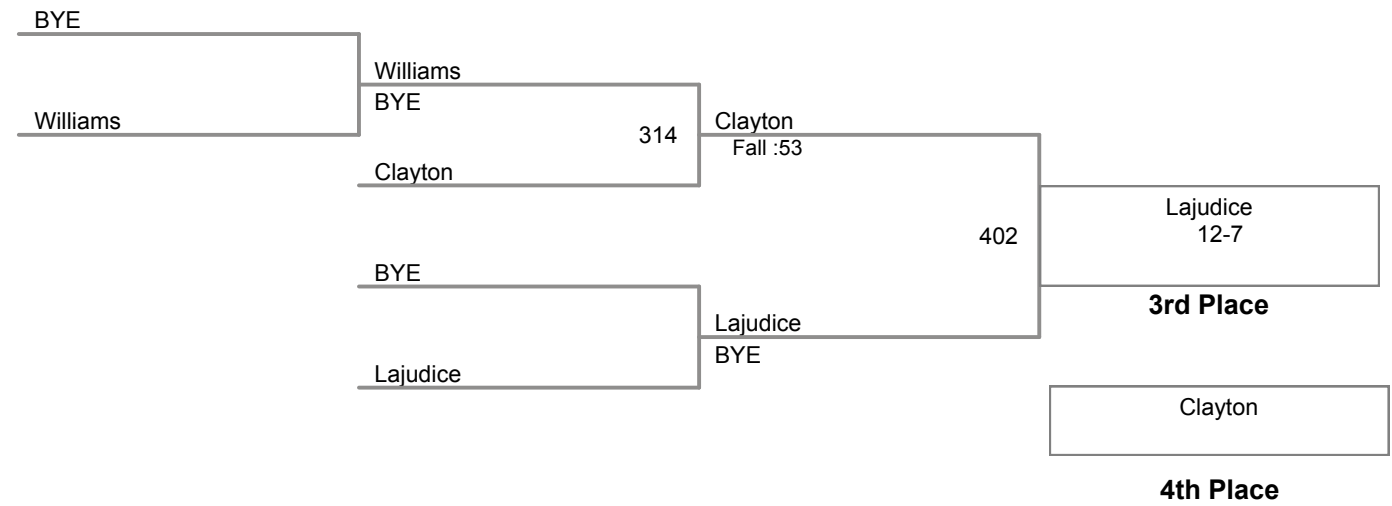 BYE
Williams
Williams
BYE
314
Clayton
Clayton
Fall :53
BYE
Lajudice
Lajudice
BYE
402
Lajudice
12-7
3rd Place
Clayton
4th Place